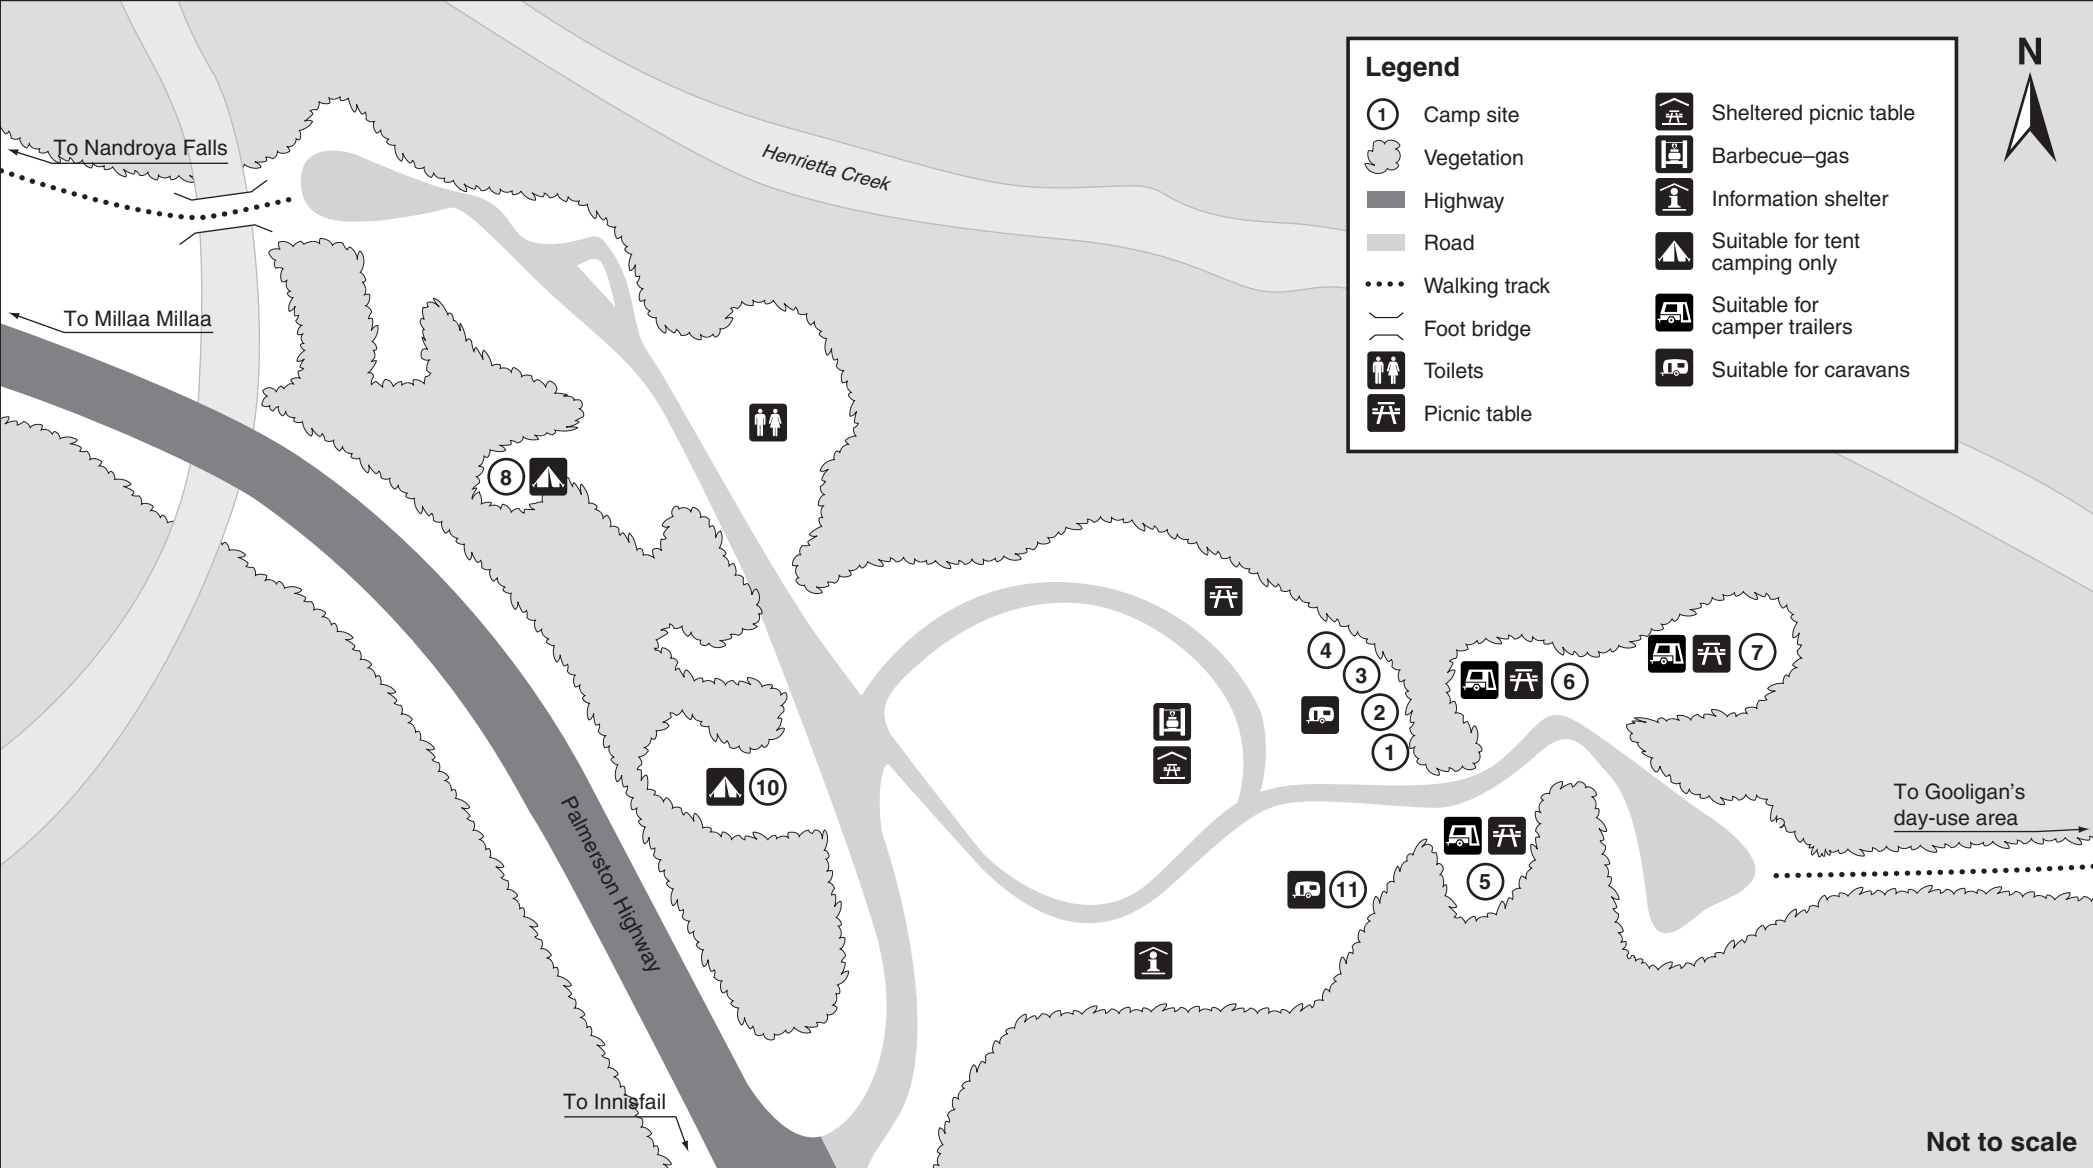 To Nandroya Falls
To Millaa Millaa
Henrietta Creek
Legend
1 Camp site
Vegetation
Highway
Road
Walking track
Foot bridge
Toilets
Picnic table
Sheltered picnic table
Barbecue–gas
Information shelter
Suitable for tent
camping only
Suitable for
camper trailers
Suitable for caravans
N
8
10
4
3
2
1
6
7
5
11
To Gooligan's
day-use area
Palmerston Highway
To Innisfail
Not to scale